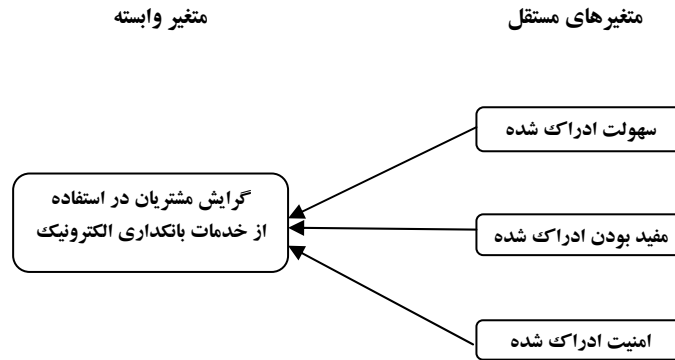 متغیرهای مستقل
متغیر وابسته
سهولت ادراک شده
گرایش مشتریان در استفاده
از خدمات بانکداری الکترونیک
مفید بودن ادراک شده
امنیت ادراک شده